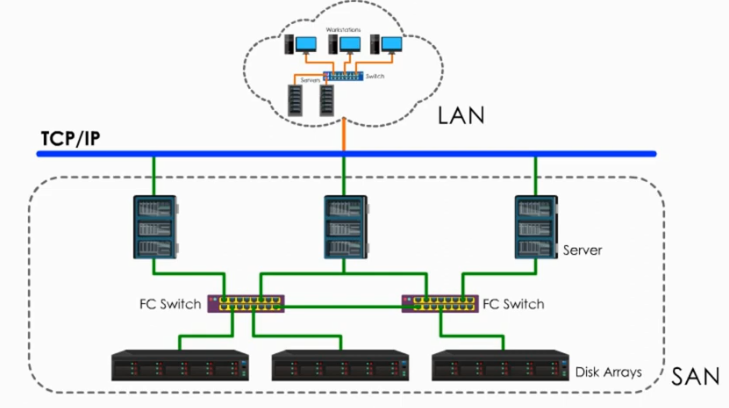 Workstations
Switch
Servers
LAN
TCP/IP
Server
FC Switch
FC Switch
Disk Arrays
SAN